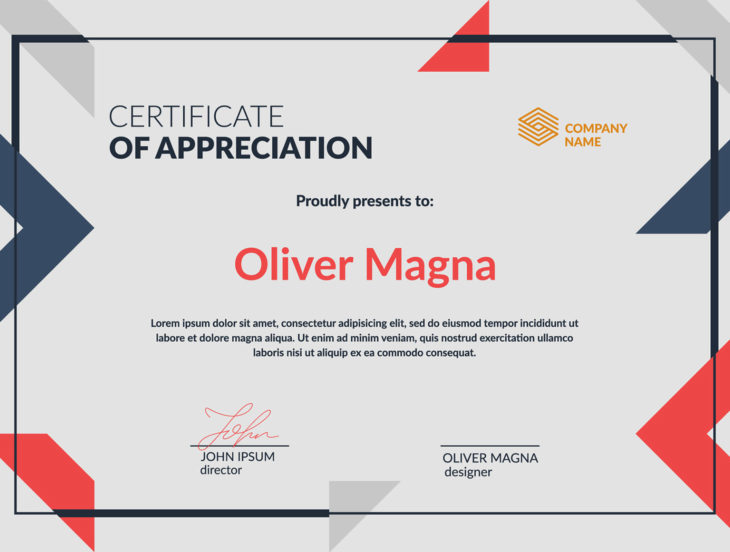 CERTIFICATE
OF APPRECIATION
COMPANY
NAME
Proudly presents to:
Oliver Magna
Lorem ipsum dolor sit amet, consectetur adipisicing elit, sed do eiusmod tempor incididunt ut
labore et dolore magna aliqua. Ut enim ad minim veniam, quis nostrud exercitation ullamco
laboris nisi ut aliquip ex ea commodo consequat.
John
JOHN IPSUM
director
OLIVER MAGNA
designer